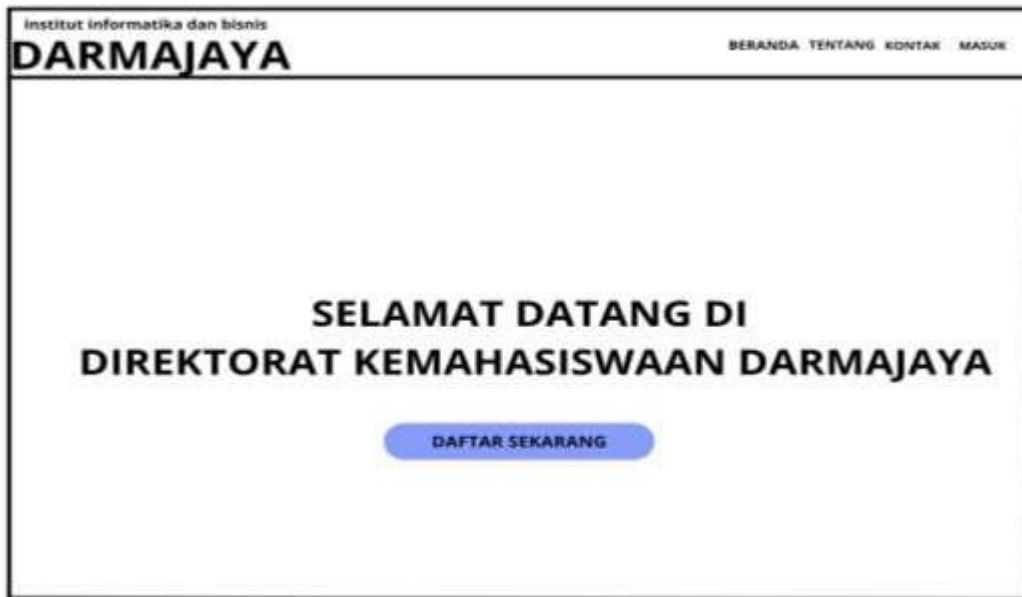 institut informatika dan bisnis
DARMAJAYA
BERANDA TENTANG KONTAK MASUK
SELAMAT DATANG DI
DIREKTORAT KEMAHASISWAAN DARMAJAYA
DAFTAR SEKARANG